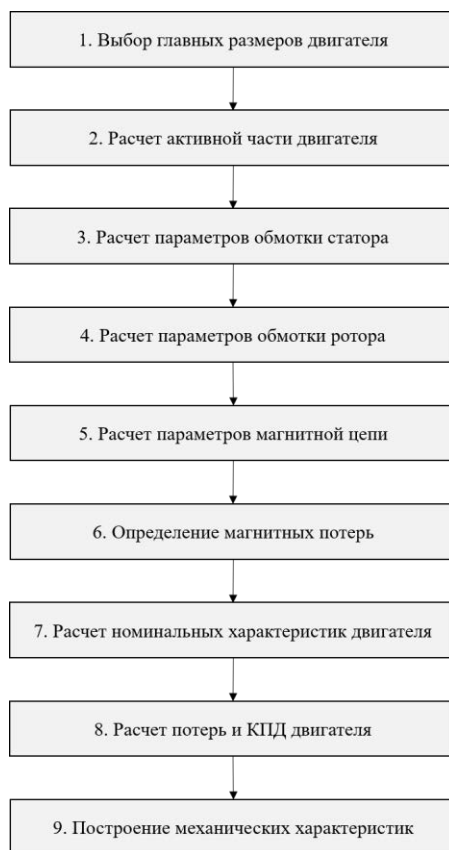 1. Выбор главных размеров двигателя
2. Расчет активной части двигателя
3. Расчет параметров обмотки статора
4. Расчет параметров обмотки ротора
5. Расчет параметров магнитной цепи
6. Определение магнитных потерь
7. Расчет номинальных характеристик двигателя
8. Расчет потерь и КПД двигателя
9. Построение механических характеристик